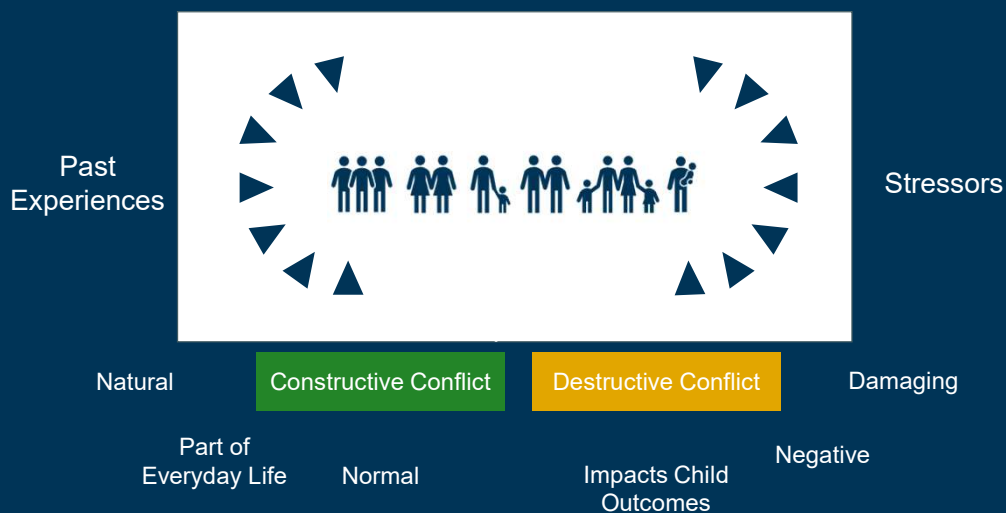 Past
Experiences
Stressors
Natural
Constructive Conflict
Destructive Conflict
Damaging
Part of
Everyday Life
Normal
Impacts Child
Outcomes
Negative